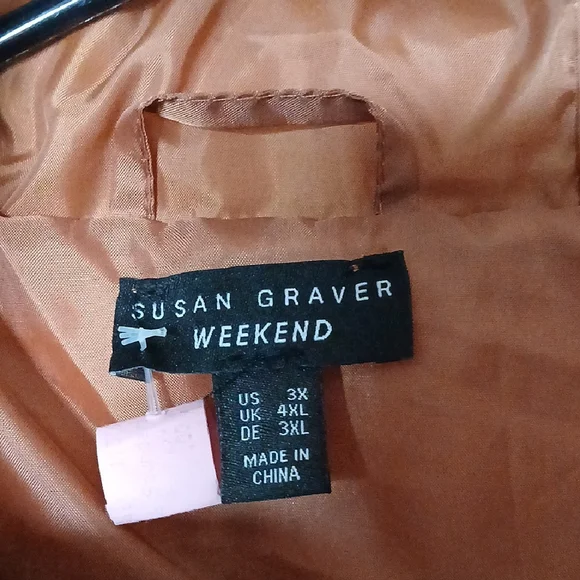 SUSAN GRAVER
WEEKEND
US 3X
UK 4XL
DE 3XL
MADE IN
CHINA